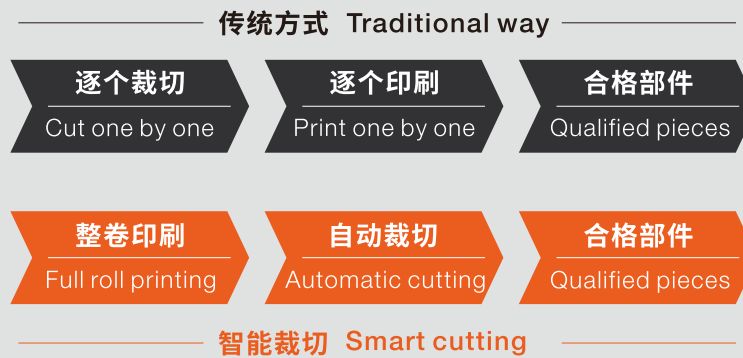 传统方式 Traditional way
逐个裁切
Cut one by one
逐个印刷
Print one by one
合格部件
Qualified pieces
整卷印刷
Full roll printing
自动裁切
Automatic cutting
合格部件
Qualified pieces
智能裁切 Smart cutting